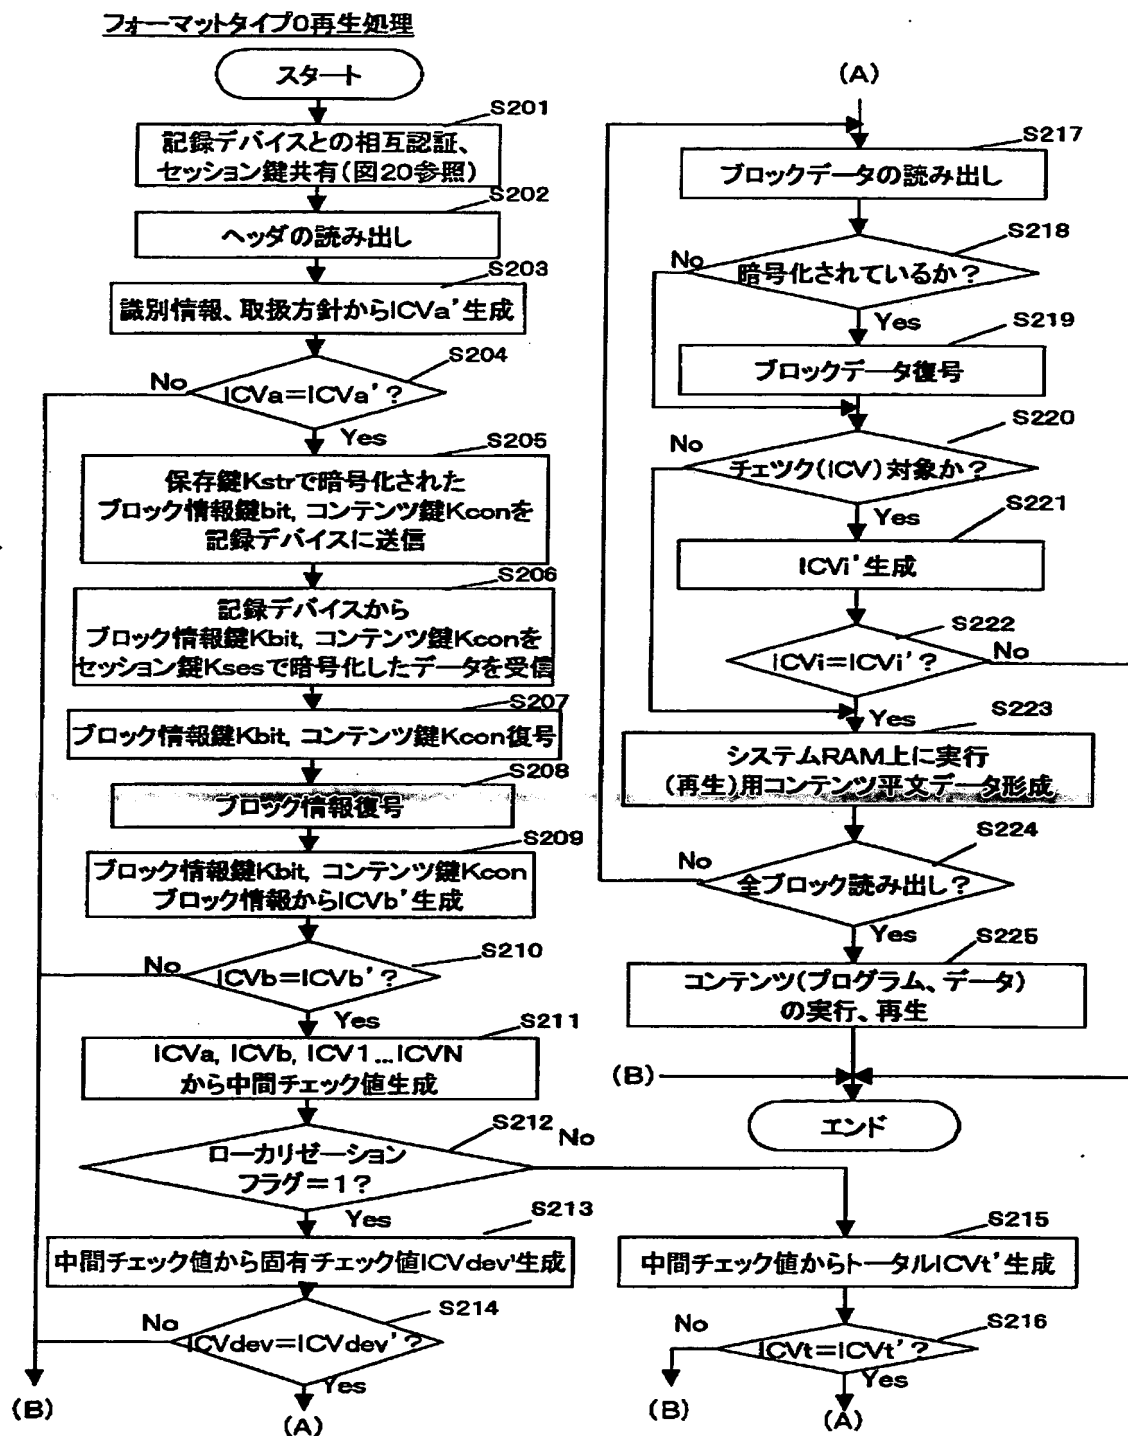 フォーマットタイプ0再生処理
スタート
S201
記録デバイスとの相互認証、
セッション鍵共有(図20参照)
S202
ヘッダの読み出し
S203
識別情報、取扱方針からICVa'生成
S204
No
ICVa=ICVa'?
Yes
S205
保存鍵Kstrで暗号化された
ブロック情報鍵bit, コンテンツ鍵Kconを
記録デバイスに送信
S206
記録デバイスから
ブロック情報鍵Kbit, コンテンツ鍵Kconを
セッション鍵Ksesで暗号化したデータを受信
S207
ブロック情報鍵Kbit, コンテンツ鍵Kcon復号
S208
ブロック情報復号
S209
ブロック情報鍵Kbit, コンテンツ鍵Kcon
ブロック情報からICVb'生成
S210
No
ICVb=ICVb'?
Yes
S211
ICVa, ICVb, ICV1...ICVN
から中間チェック値生成
S212
No
ローカリゼーション
フラグ=1?
Yes
S213
中間チェック値から固有チェック値ICVdev'生成
S214
No
ICVdev=ICVdev'?
Yes
(B)
(A)
(A)
S217
ブロックデータの読み出し
S218
No
暗号化されているか?
Yes
S219
ブロックデータ復号
S220
No
チェツク(ICV)対象か?
Yes
S221
ICVi'生成
S222
ICVi=ICVi'?
No
Yes
S223
システムRAM上に実行
(再生)用コンテンツ平文データ形成
S224
No
全ブロック読み出し?
Yes
S225
コンテンツ(プログラム、データ)
の実行、再生
(B)
エンド
S215
中間チェック値からトータルICVt'生成
S216
No
ICVt=ICVt'?
Yes
(B)
(A)